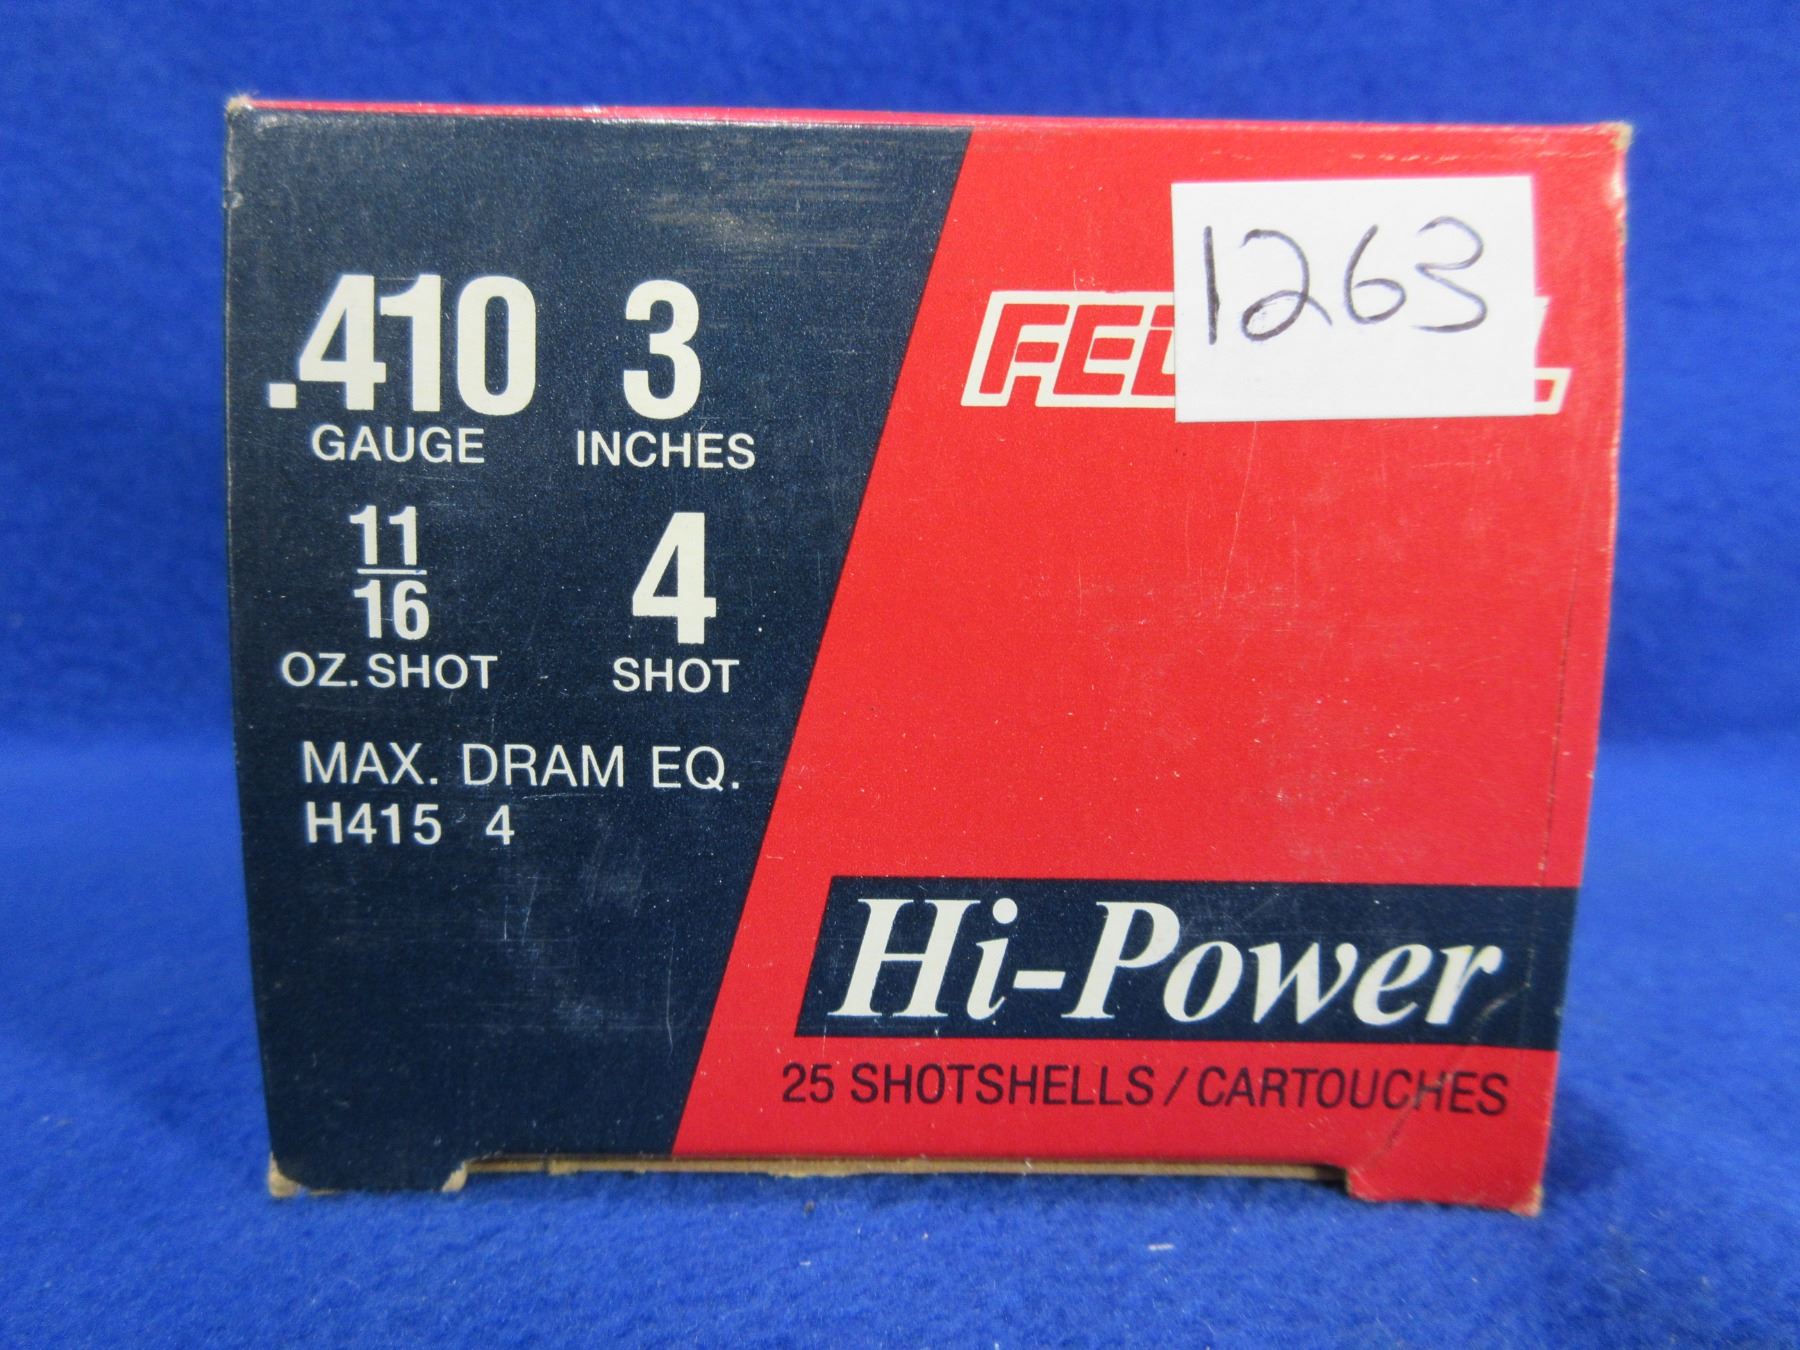 .410 3
GAUGE INCHES
11/16 4
OZ. SHOT SHOT
MAX. DRAM EQ.
H415 4
1263
Hi-Power
25 SHOTSHELLS / CARTOUCHES